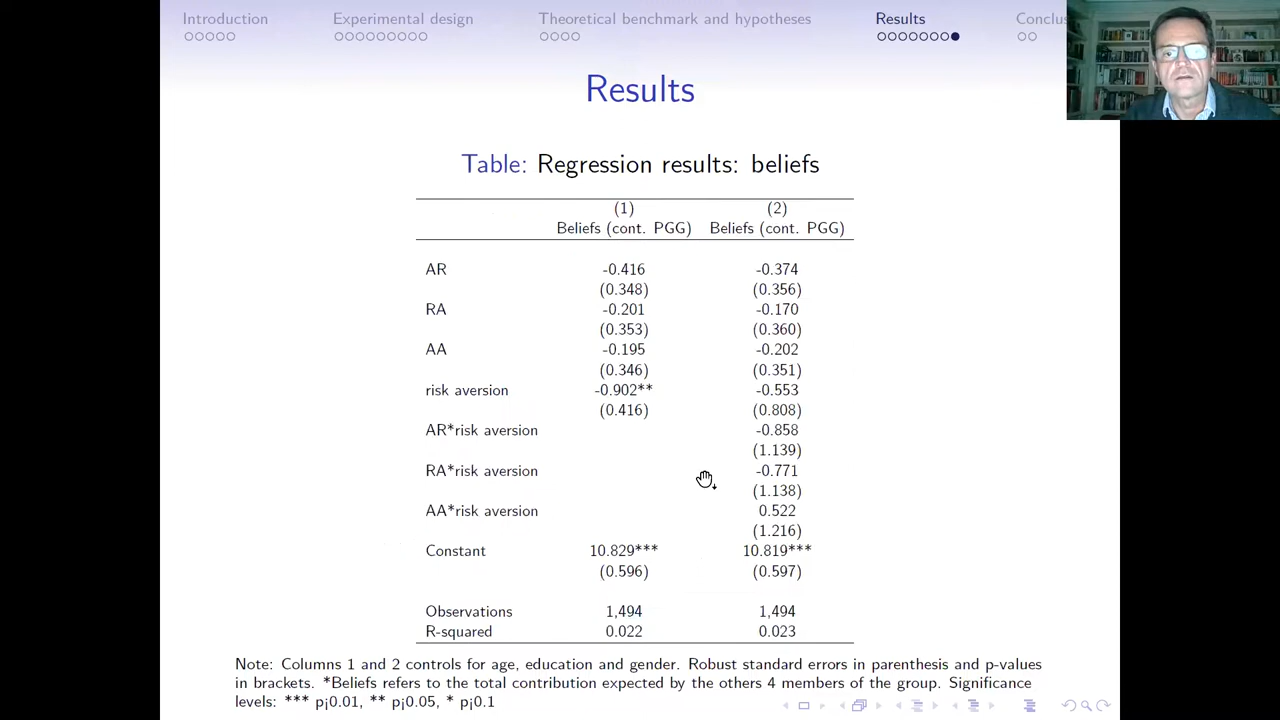 Introduction Experimental design Theoretical benchmark and hypotheses Results Conclus
Results
Table: Regression results: beliefs
(1) (2)
Beliefs (cont. PGG) Beliefs (cont. PGG)
AR -0.416 -0.374
(0.348) (0.356)
RA -0.201 -0.170
(0.353) (0.360)
AA -0.195 -0.202
(0.346) (0.351)
risk aversion -0.902** -0.553
(0.416) (0.808)
AR*risk aversion -0.858
(1.139)
RA*risk aversion -0.771
(1.138)
AA*risk aversion 0.522
(1.216)
Constant 10.829*** 10.819***
(0.596) (0.597)
Observations 1,494 1,494
R-squared 0.022 0.023
Note: Columns 1 and 2 controls for age, education and gender. Robust standard errors in parenthesis and p-values
in brackets. *Beliefs refers to the total contribution expected by the others 4 members of the group. Significance
levels: *** p¡0.01, ** p¡0.05, * p¡0.1